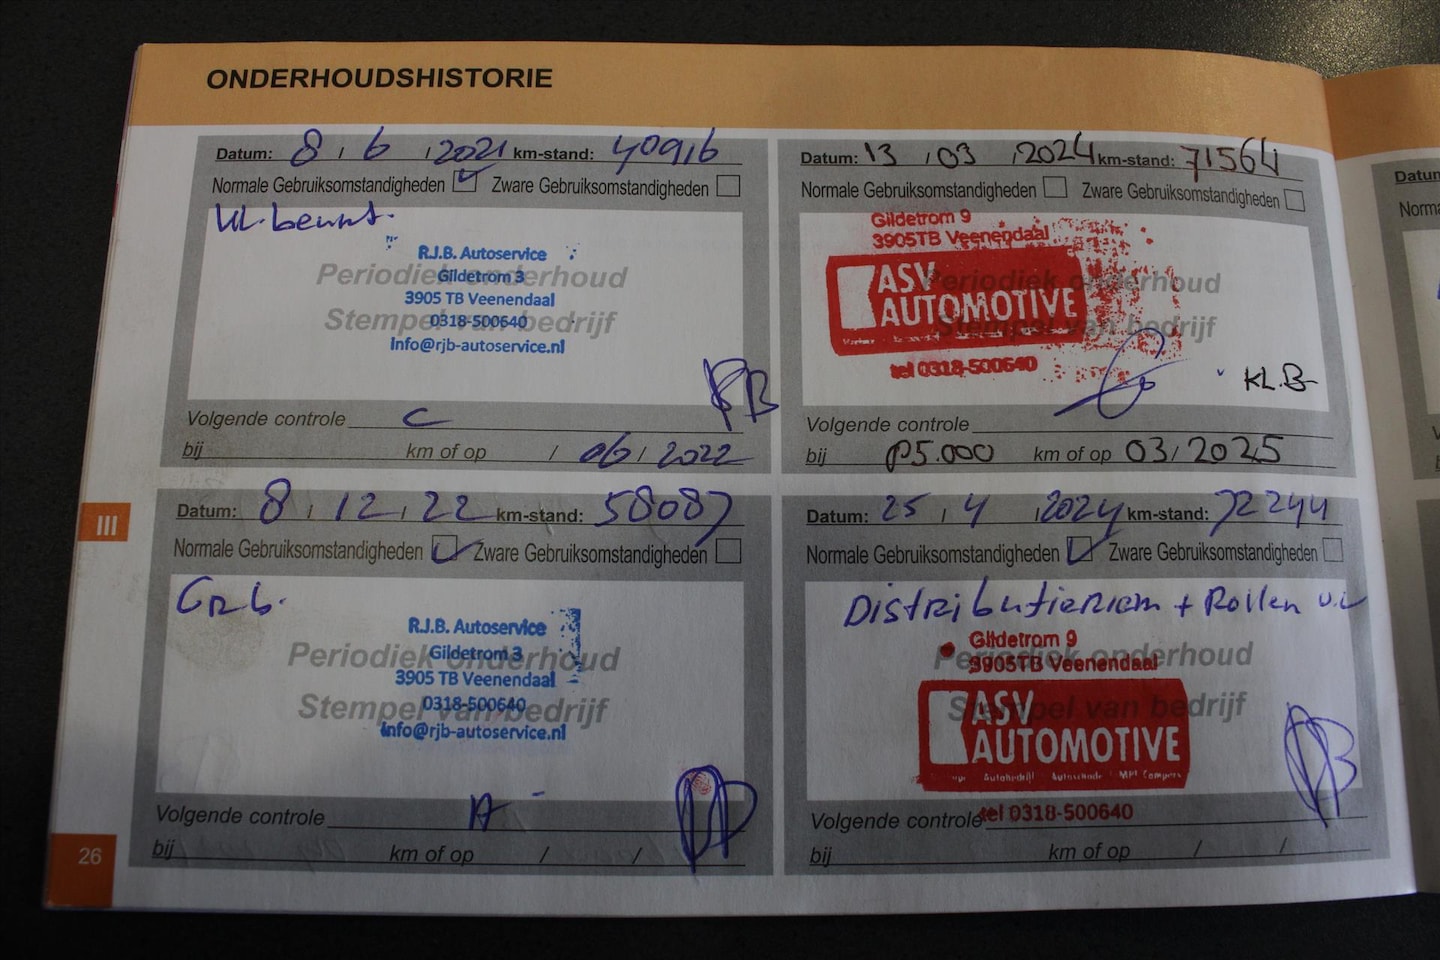 ONDERHOUDSHISTORIE
Datum: 8 / 6 / 2021 km-stand: 40916
Normale Gebruiksomstandigheden Zware Gebruiksomstandigheden
R.J.B. Autoservice
Periodiek onderhoud
Gildetrom 3
3905 TB Veenendaal
Stempel van bedrijf
0318-500640
Info@rjb-autoservice.nl
Volgende controle C
bij km of op / 06 / 2022
Datum: 13 / 03 / 2024 km-stand: 71564
Normale Gebruiksomstandigheden Zware Gebruiksomstandigheden
Gildetrom 9
3905TB Veenendaal
Periodiek onderhoud
ASV
AUTOMOTIVE
Stempel van bedrijf
tel 0318-500640
KL.B
Volgende controle
bij 85.000 km of op 03/2025
III
Datum: 8 / 12 / 22 km-stand: 58087
Normale Gebruiksomstandigheden Zware Gebruiksomstandigheden
R.J.B. Autoservice
Periodiek onderhoud
Gildetrom 3
3905 TB Veenendaal
Stempel van bedrijf
0318-500640
Info@rjb-autoservice.nl
Volgende controle A
bij km of op / /
Datum: 25 / 4 / 2024 km-stand: 72244
Normale Gebruiksomstandigheden Zware Gebruiksomstandigheden
Distributieriem + Rollen
Gildetrom 9
3905TB Veenendaal
Periodiek onderhoud
ASV
AUTOMOTIVE
Stempel van bedrijf
Autobedrijf Autoschade MPI Campers
Volgende controle tel 0318-500640
bij km of op / /
26